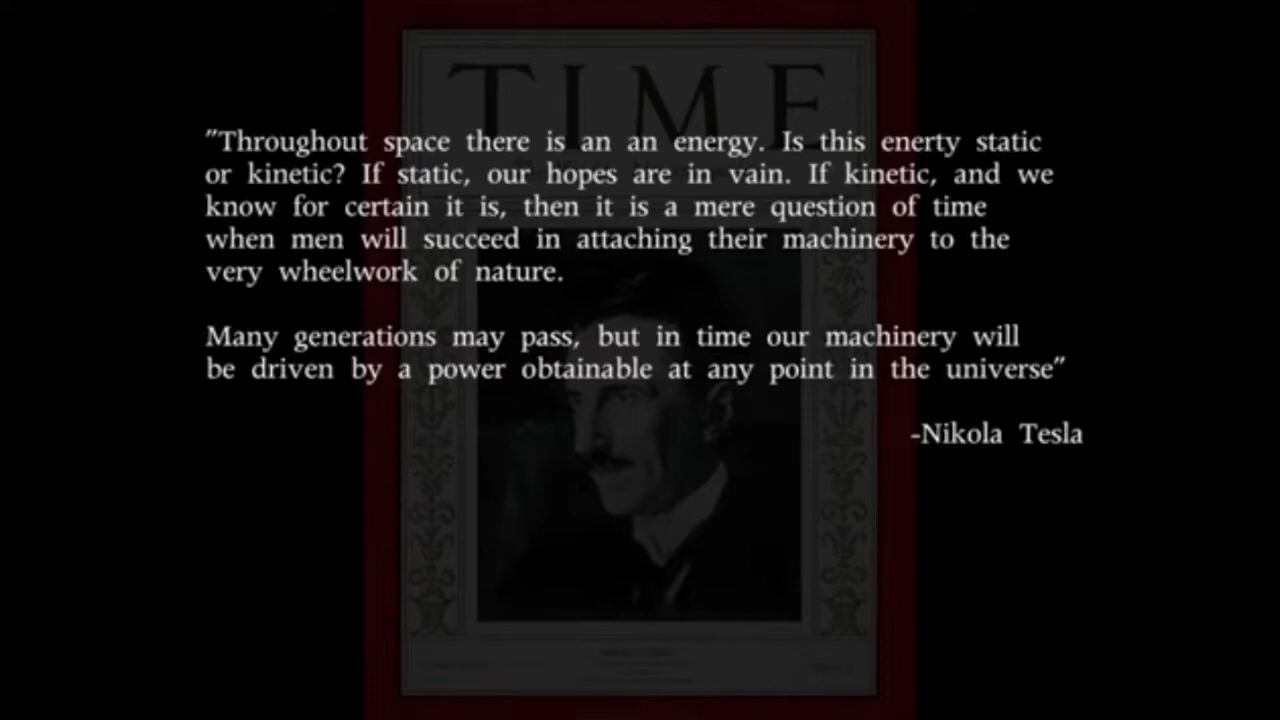 TIME
"Throughout space there is an an energy. Is this enerty static
or kinetic? If static, our hopes are in vain. If kinetic, and we
know for certain it is, then it is a mere question of time
when men will succeed in attaching their machinery to the
very wheelwork of nature.
Many generations may pass, but in time our machinery will
be driven by a power obtainable at any point in the universe"
-Nikola Tesla